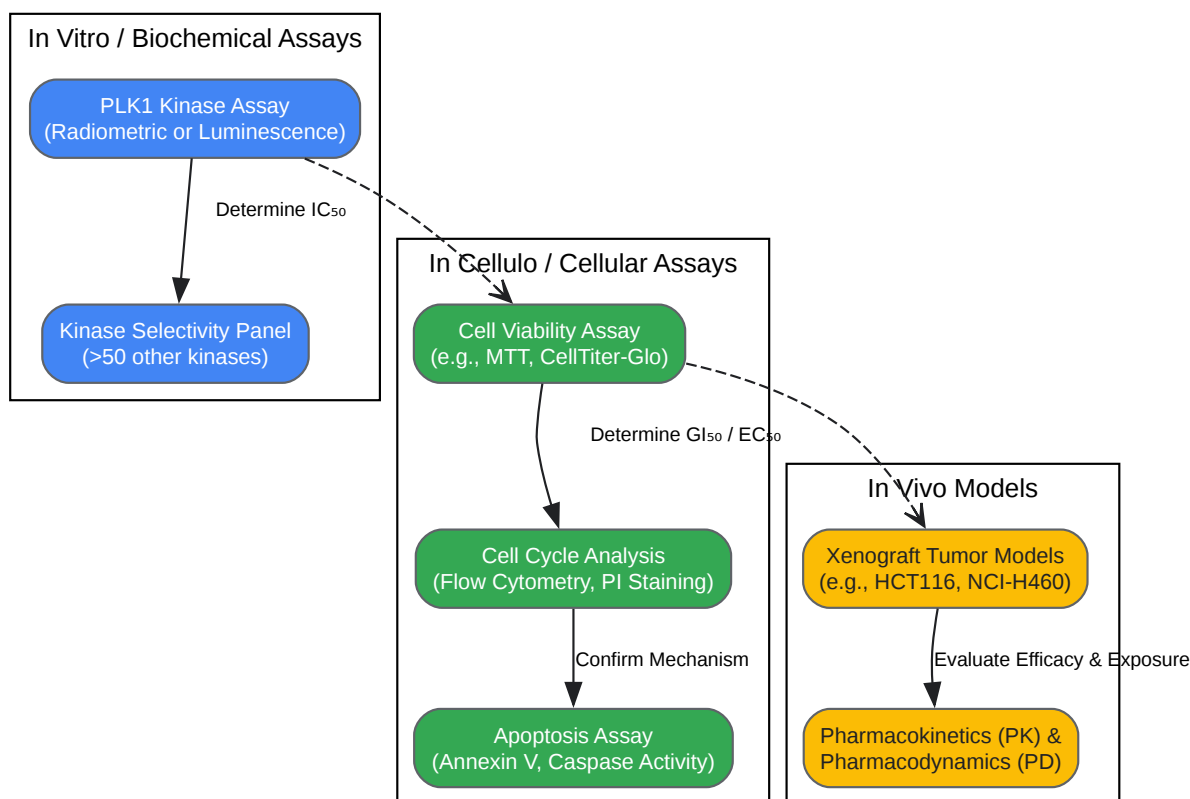 In Vitro / Biochemical Assays
PLK1 Kinase Assay
(Radiometric or Luminescence)
Determine IC₅₀
Kinase Selectivity Panel
(>50 other kinases)
In Cellulo / Cellular Assays
Cell Viability Assay
(e.g., MTT, CellTiter-Glo)
Determine GI₅₀ / EC₅₀
Cell Cycle Analysis
(Flow Cytometry, PI Staining)
Confirm Mechanism
Apoptosis Assay
(Annexin V, Caspase Activity)
In Vivo Models
Xenograft Tumor Models
(e.g., HCT116, NCI-H460)
Evaluate Efficacy & Exposure
Pharmacokinetics (PK) &
Pharmacodynamics (PD)